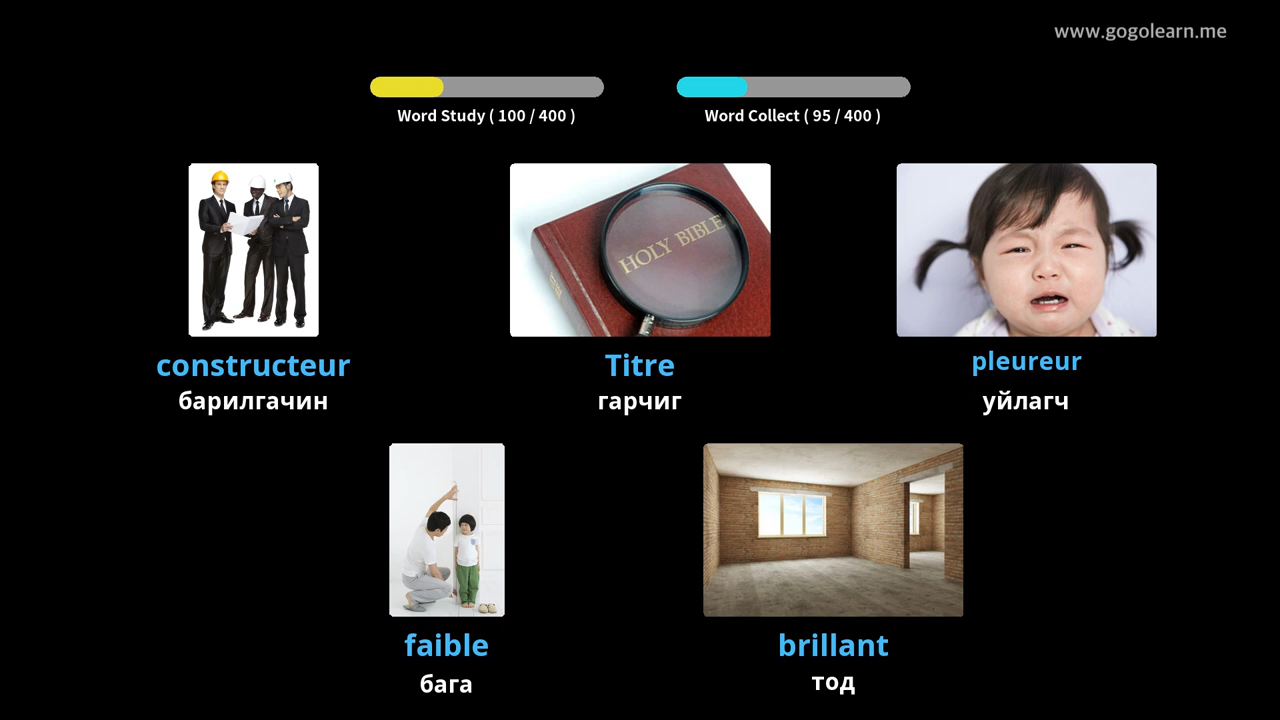 www.gogolearn.me
Word Study ( 100 / 400 )
Word Collect ( 95 / 400 )
HOLY BIBLE
constructeur
барилгачин
Titre
гарчиг
pleureur
уйлагч
faible
бага
brillant
тод